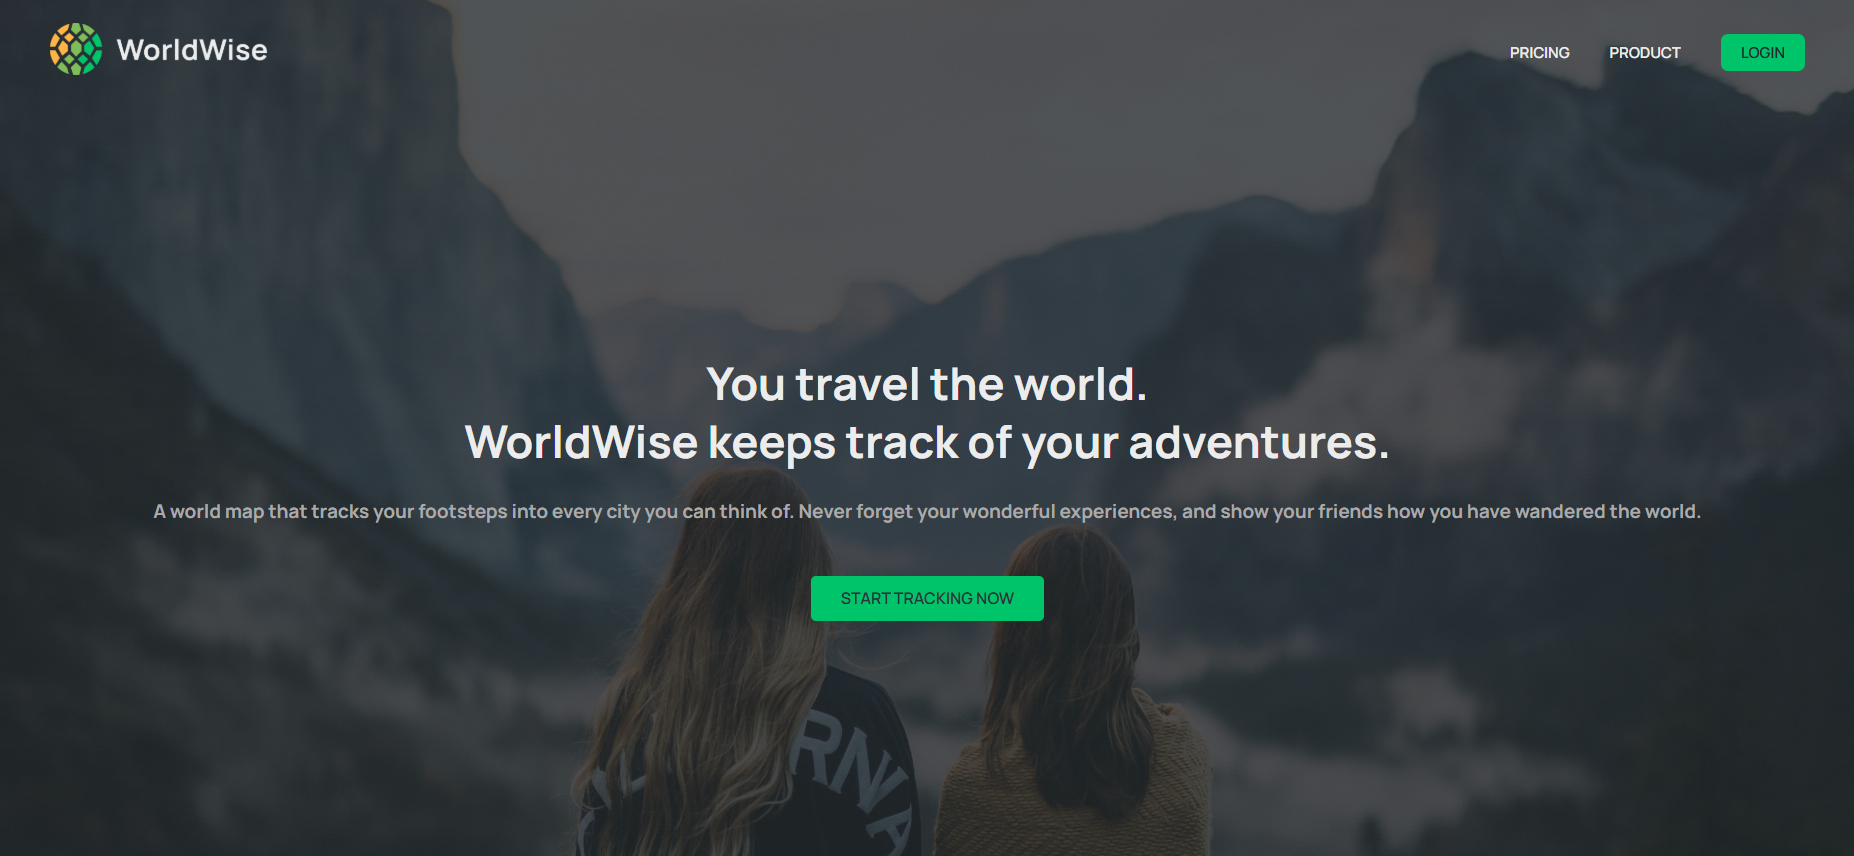 WorldWise
PRICING
PRODUCT
LOGIN
You travel the world.
WorldWise keeps track of your adventures.
A world map that tracks your footsteps into every city you can think of. Never forget your wonderful experiences, and show your friends how you have wandered the world.
START TRACKING NOW